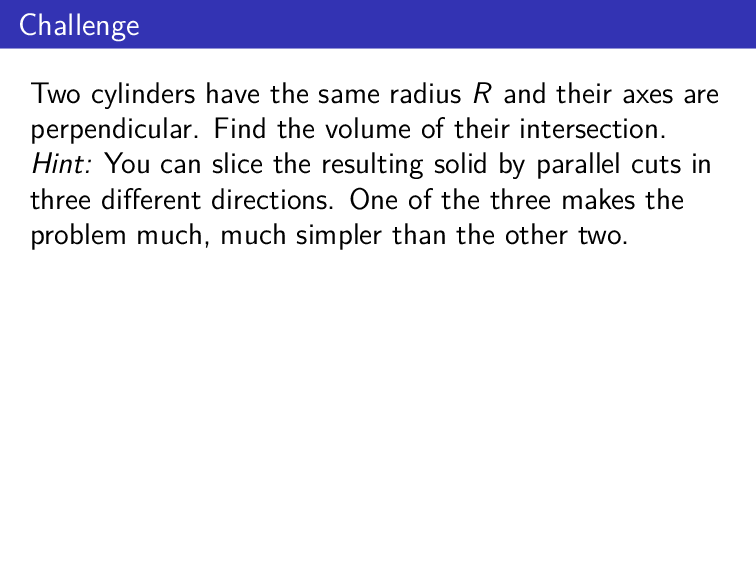 Challenge
Two cylinders have the same radius R and their axes are
perpendicular. Find the volume of their intersection.
Hint: You can slice the resulting solid by parallel cuts in
three different directions. One of the three makes the
problem much, much simpler than the other two.